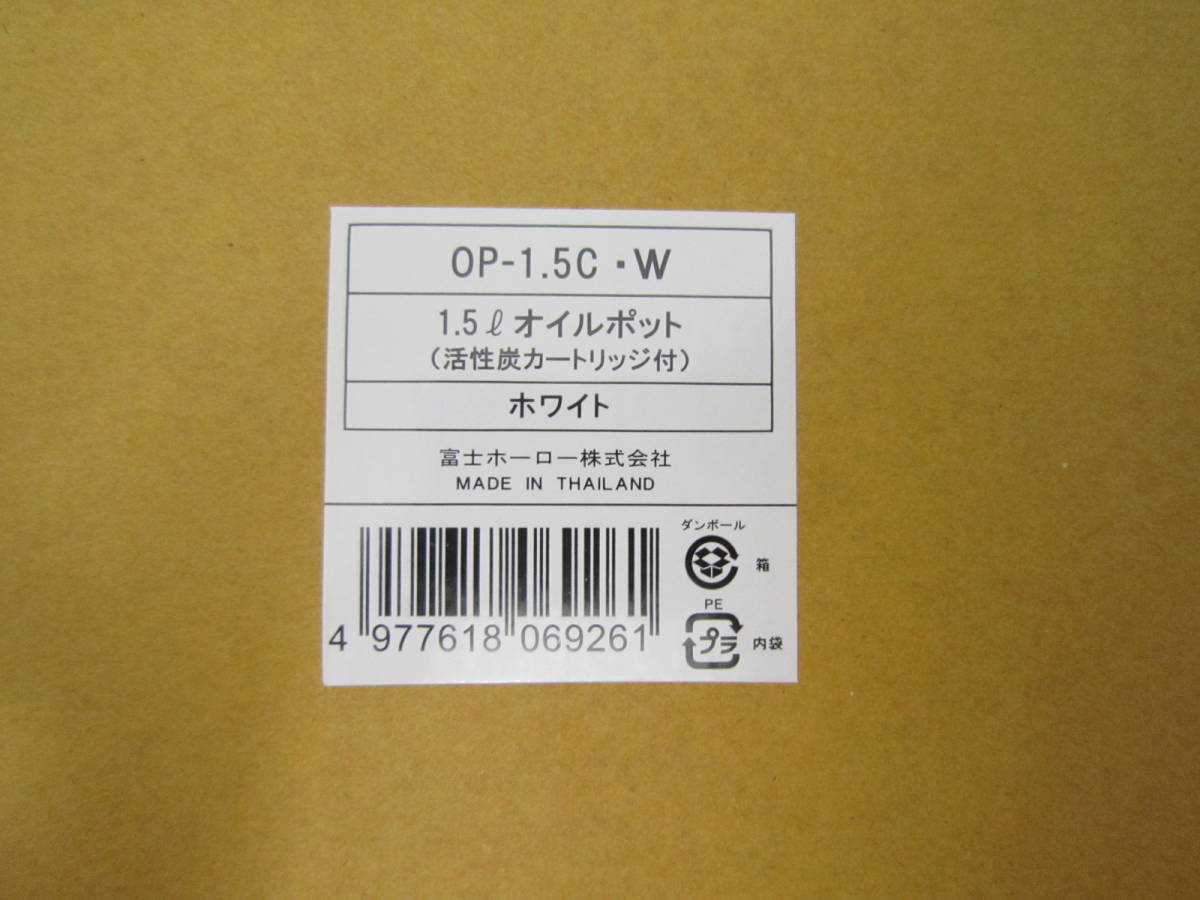 OP-1.5C・W
1.5ℓオイルポット
(活性炭カートリッジ付)
ホワイト
富士ホーロー株式会社
MADE IN THAILAND
4 977618 069261
ダンボール
箱
PE
プラ 内袋